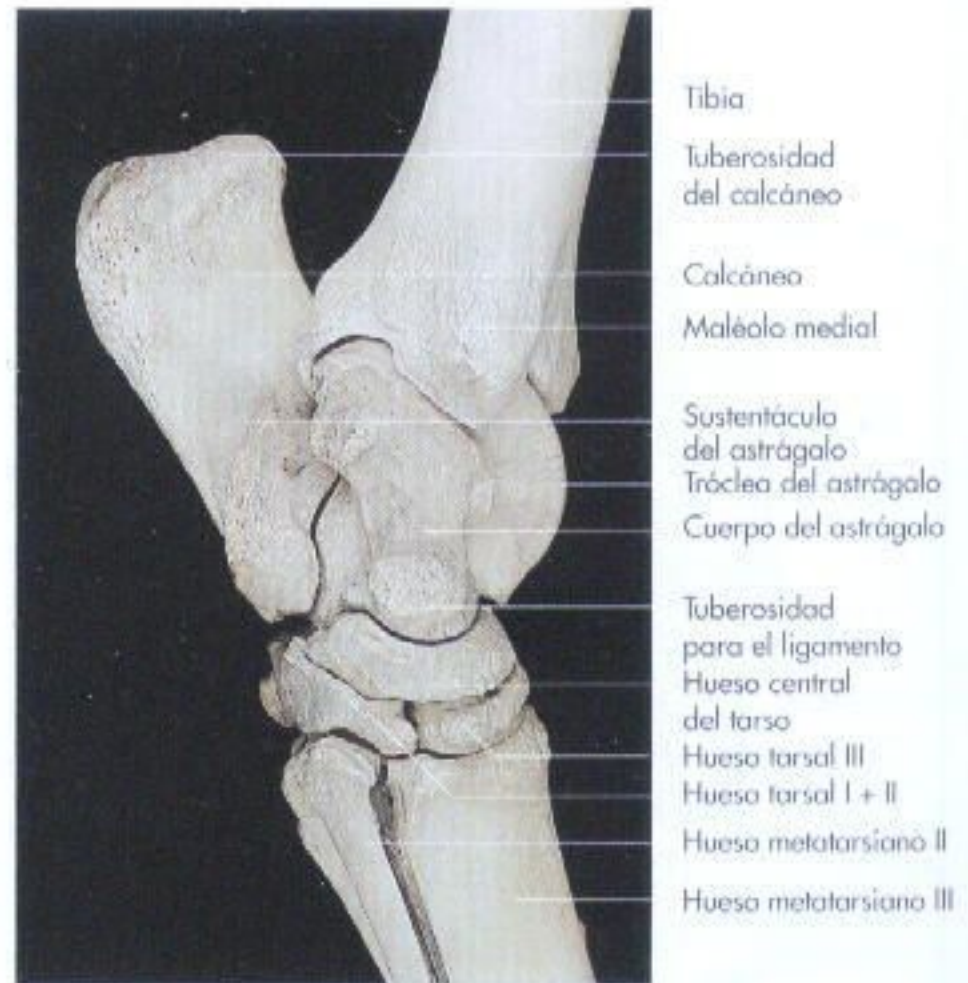 Tibia
Tuberosidad
del calcáneo
Calcáneo
Maléolo medial
Sustentáculo
del astrágalo
Tróclea del astrágalo
Cuerpo del astrágalo
Tuberosidad
para el ligamento
Hueso central
del tarso
Hueso tarsal III
Hueso tarsal I + II
Hueso metatarsiano II
Hueso metatarsiano III